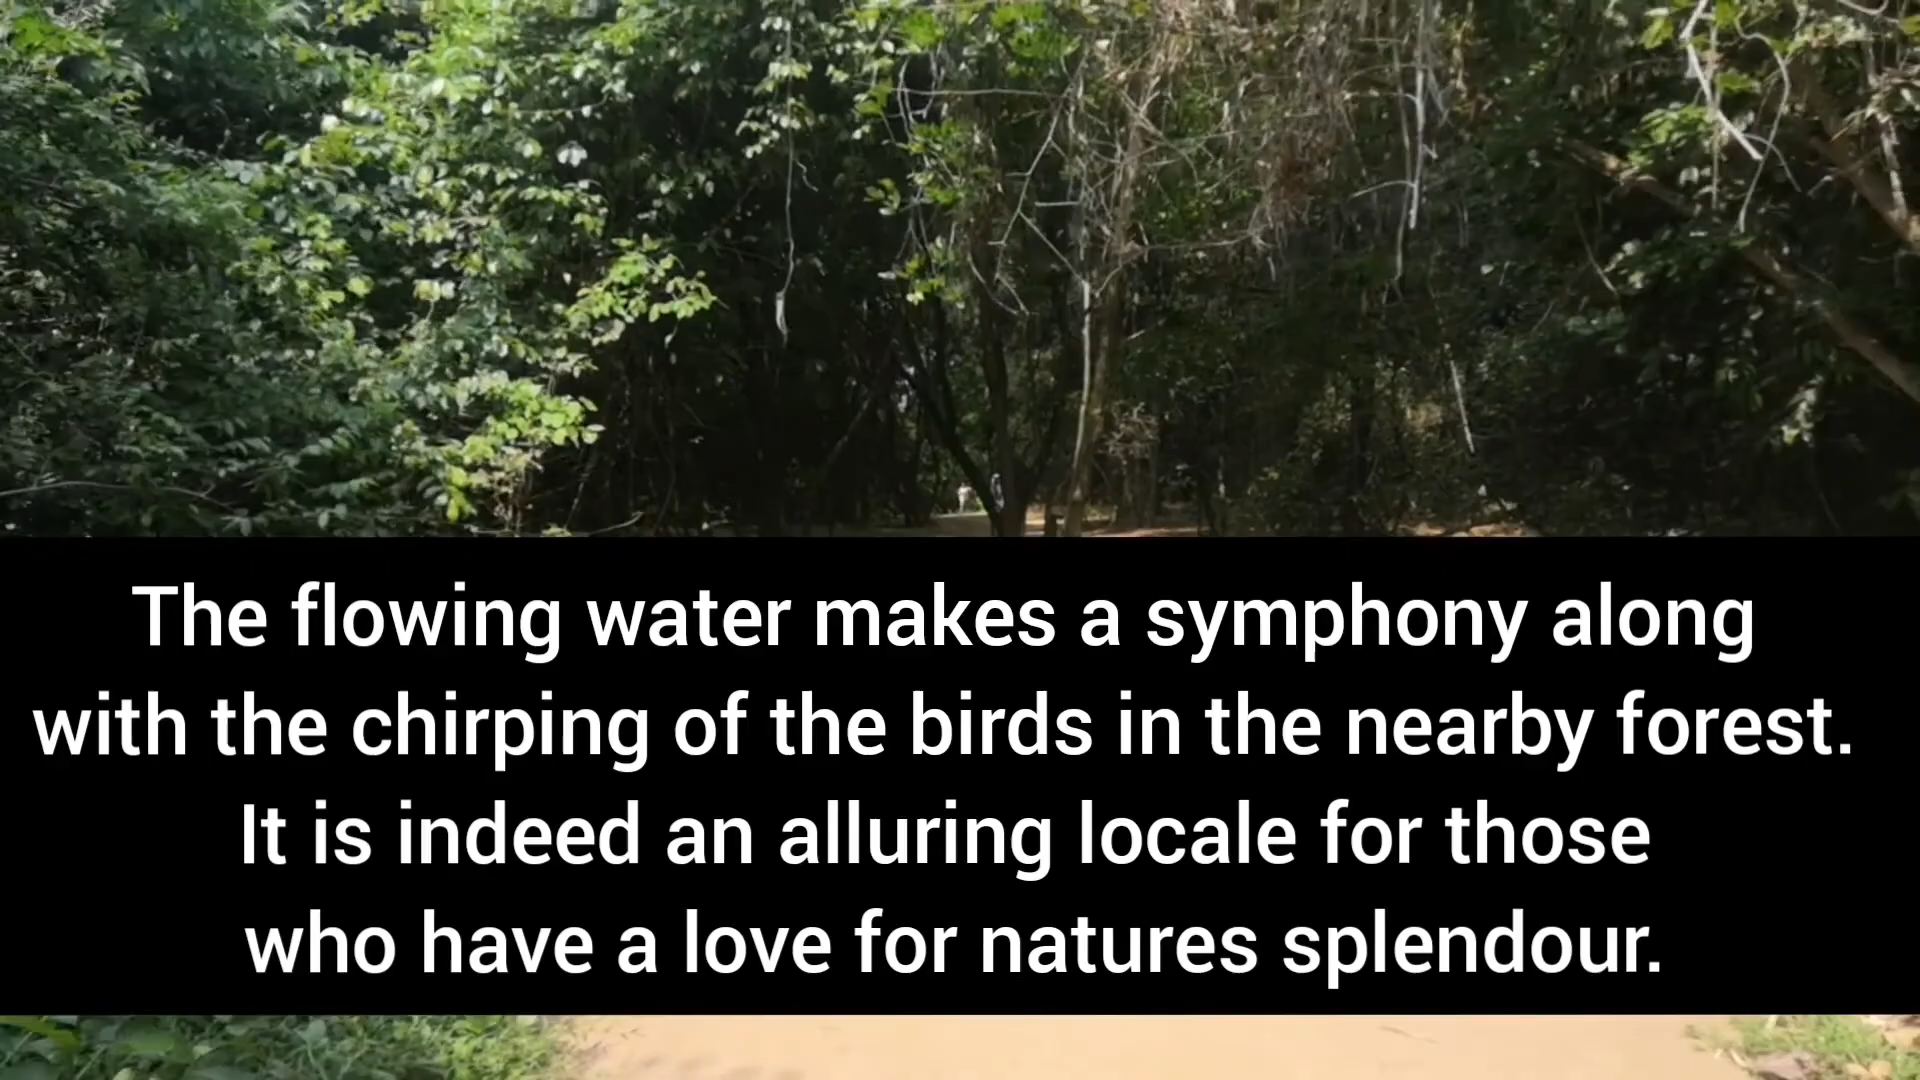 The flowing water makes a symphony along
with the chirping of the birds in the nearby forest.
It is indeed an alluring locale for those
who have a love for natures splendour.